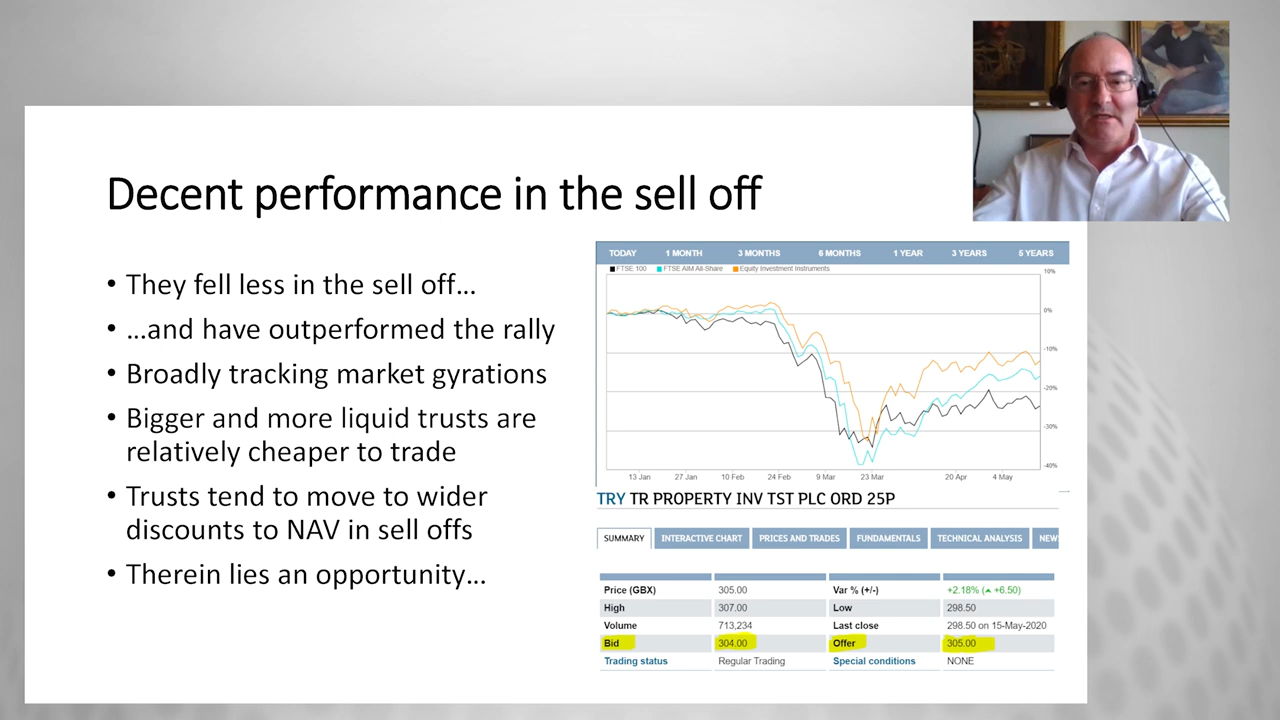 Decent performance in the sell off
• They fell less in the sell off...
• ...and have outperformed the rally
• Broadly tracking market gyrations
• Bigger and more liquid trusts are
relatively cheaper to trade
• Trusts tend to move to wider
discounts to NAV in sell offs
• Therein lies an opportunity...
TODAY 1 MONTH 3 MONTHS 6 MONTHS 1 YEAR 3 YEARS 5 YEARS
FTSE 100 FTSE AIM All-Share Equity Investment Instruments
10%
0%
-10%
-20%
-30%
-40%
13 Jan 27 Jan 10 Feb 24 Feb 9 Mar 23 Mar 20 Apr 4 May
TRY TR PROPERTY INV TST PLC ORD 25P
SUMMARY INTERACTIVE CHART PRICES AND TRADES FUNDAMENTALS TECHNICAL ANALYSIS NEW
Price (GBX) 305.00 Var % (+/-) +2.18% (▲ +6.50)
High 307.00 Low 298.50
Volume 713,234 Last close 298.50 on 15-May-2020
Bid 304.00 Offer 305.00
Trading status Regular Trading Special conditions NONE